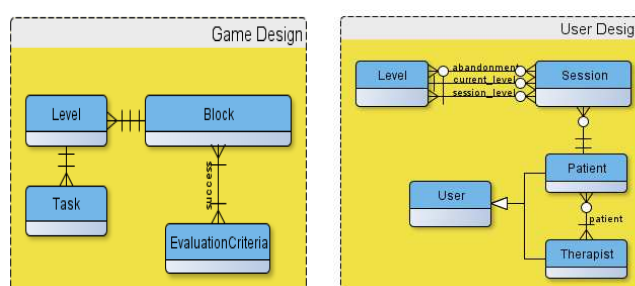 Game Design
Level
Block
success
Task
EvaluationCriteria
User Desig
Level
abandonment
current_level
session_level
Session
Patient
User
patient
Therapist